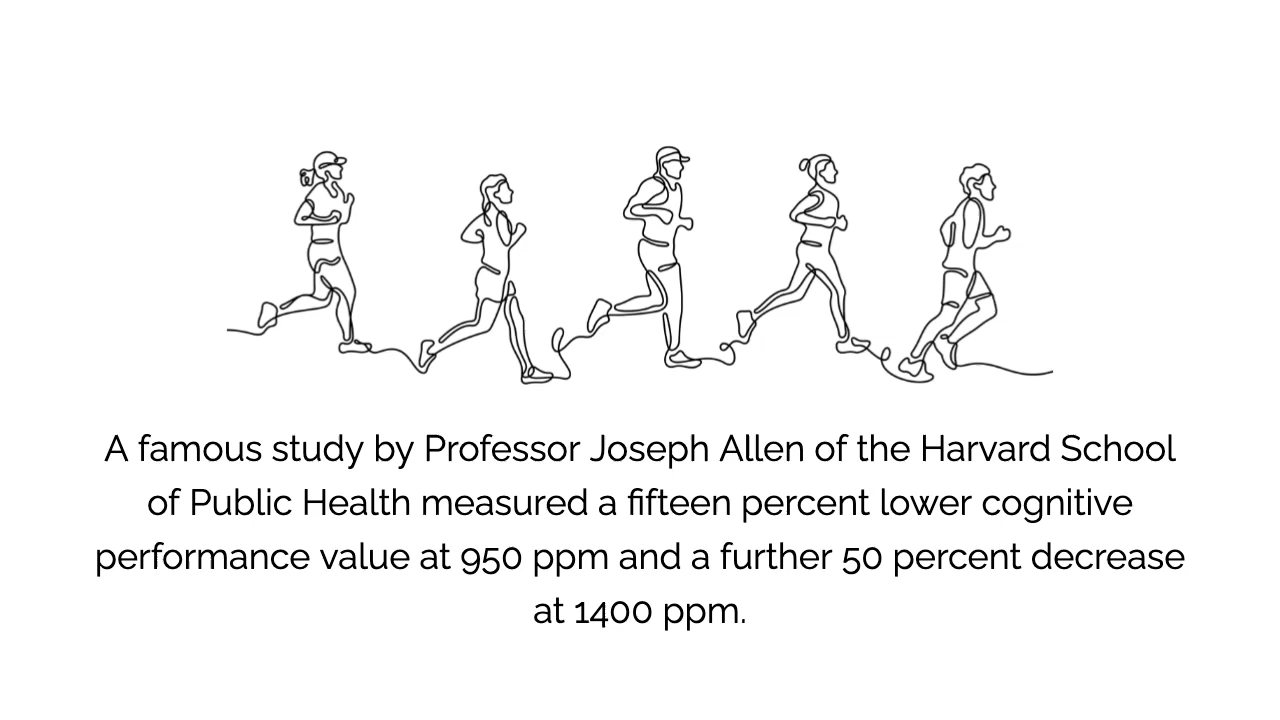 A famous study by Professor Joseph Allen of the Harvard School
of Public Health measured a fifteen percent lower cognitive
performance value at 950 ppm and a further 50 percent decrease
at 1400 ppm.